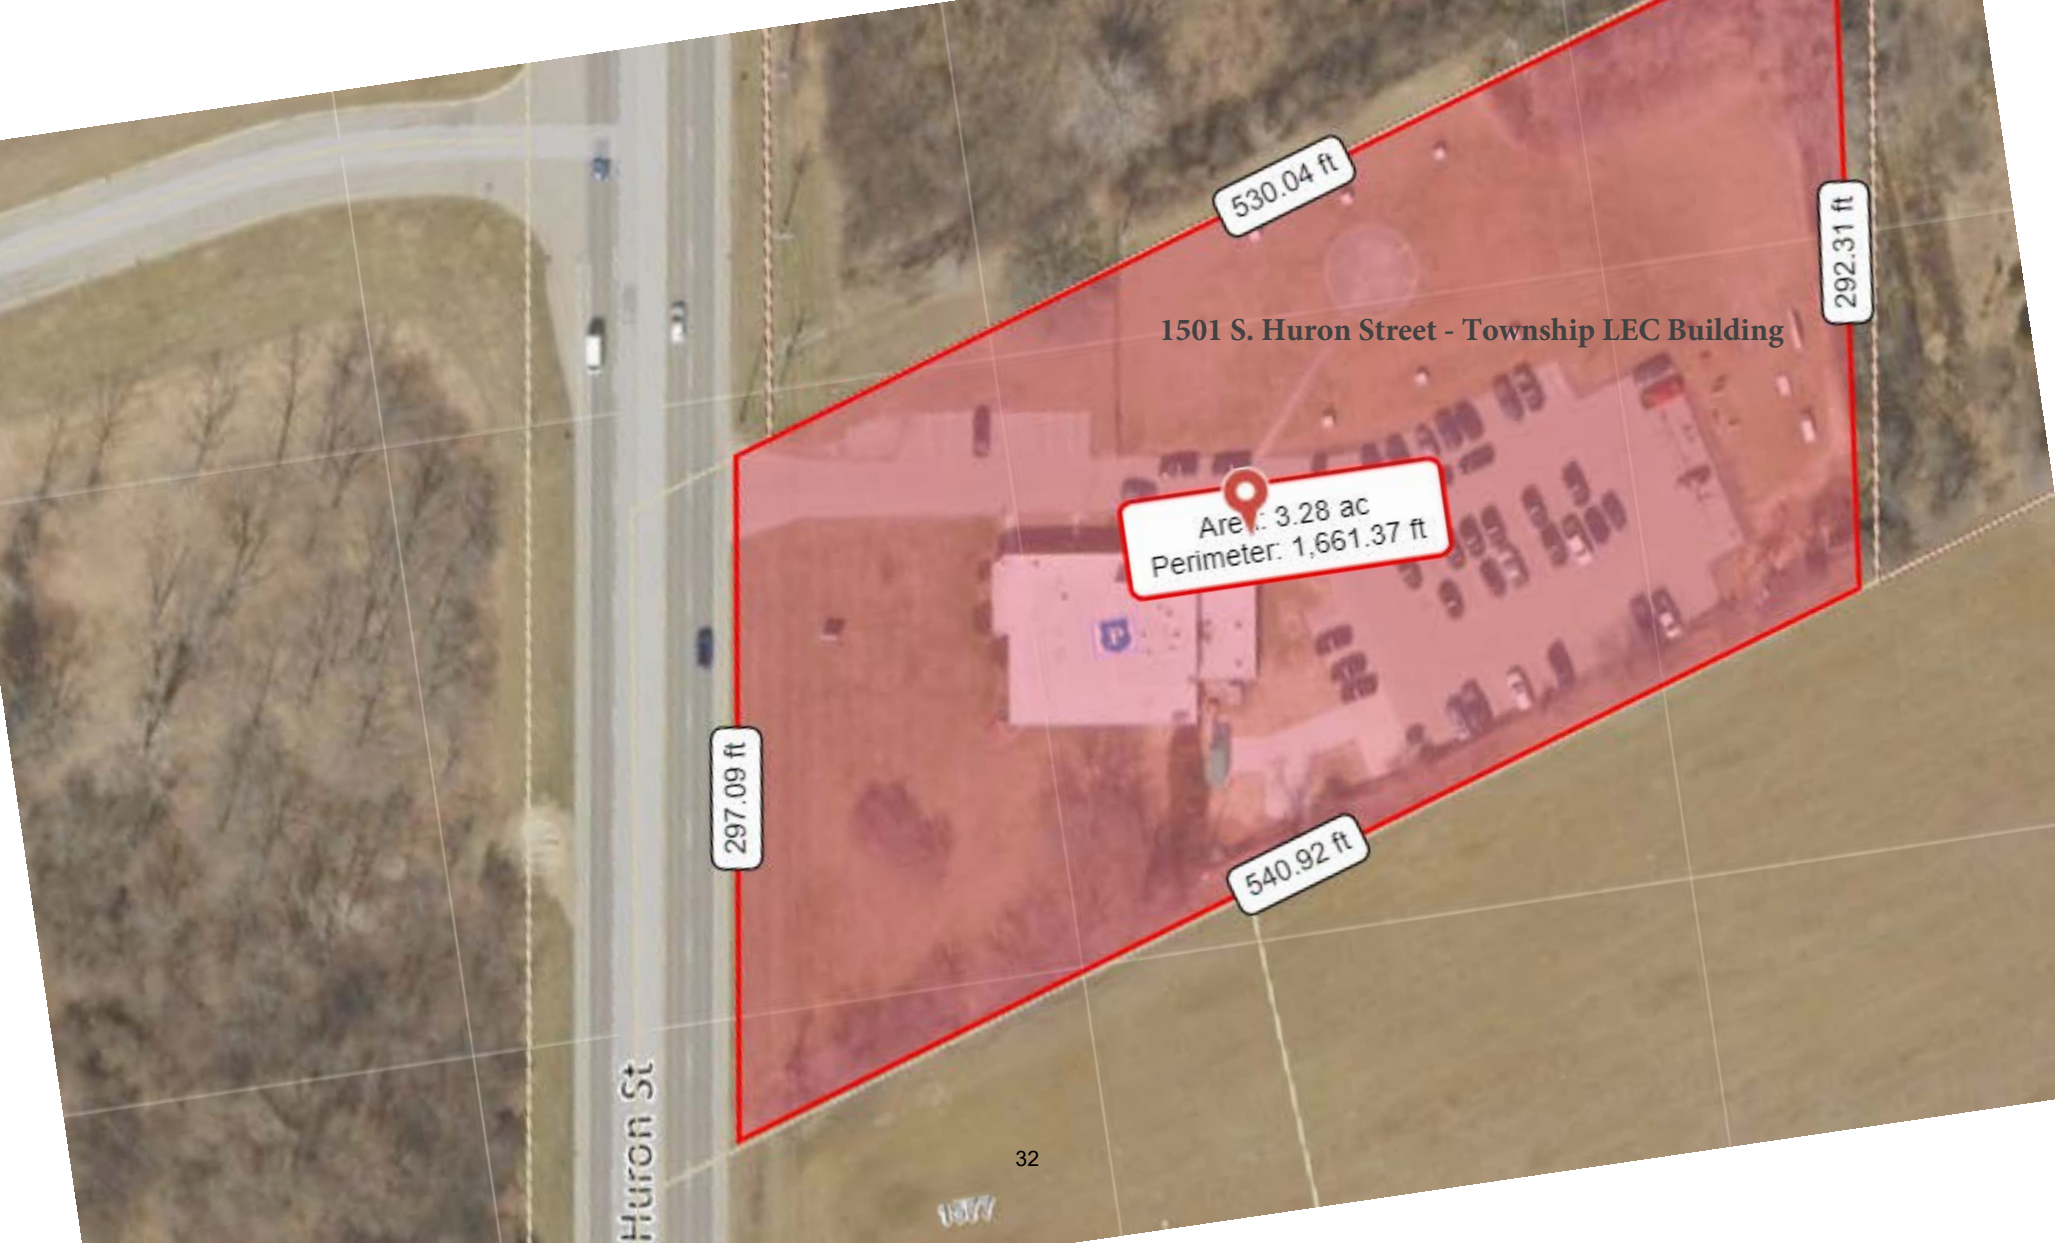 530.04 ft
292.31 ft
1501 S. Huron Street - Township LEC Building
Area: 3.28 ac
Perimeter: 1,661.37 ft
297.09 ft
540.92 ft
Huron St
32
1577